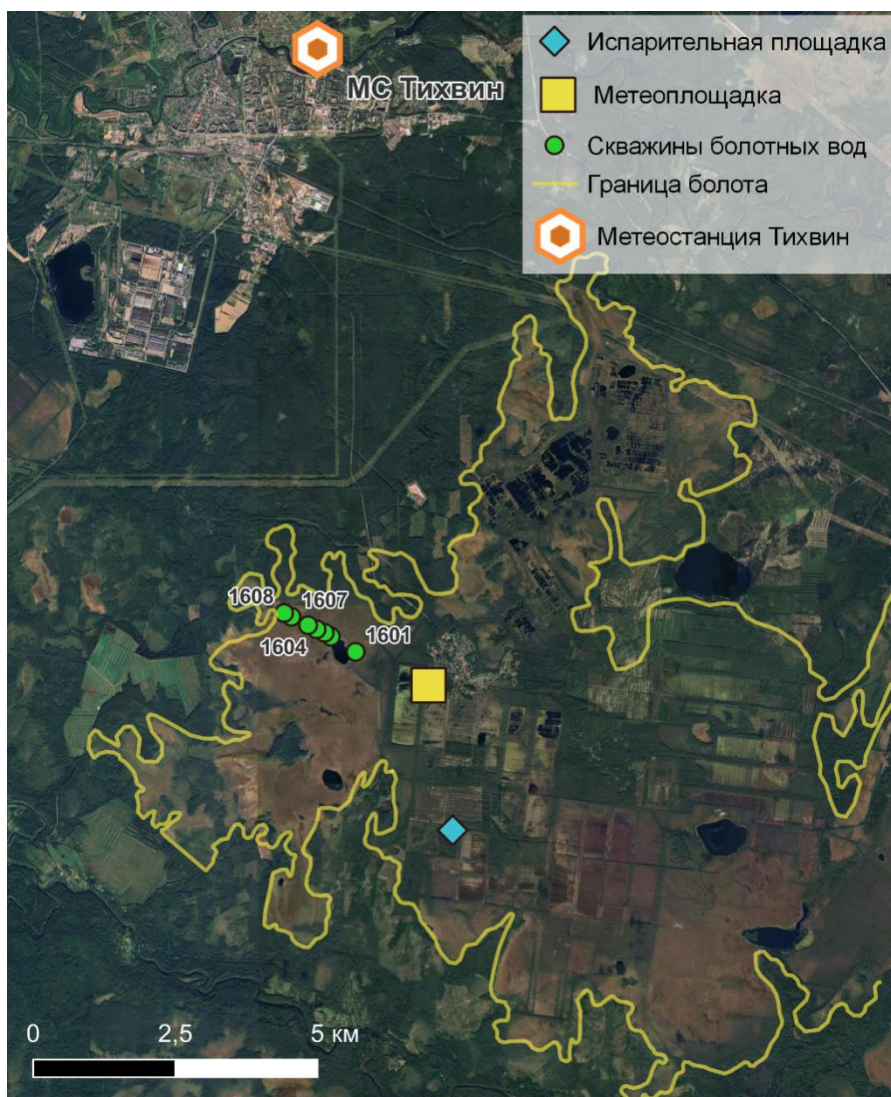 МС Тихвин
Испарительная площадка
Метеоплощадка
Скважины болотных вод
Граница болота
Метеостанция Тихвин
1608
1607
1604
1601
0 2,5 5 км